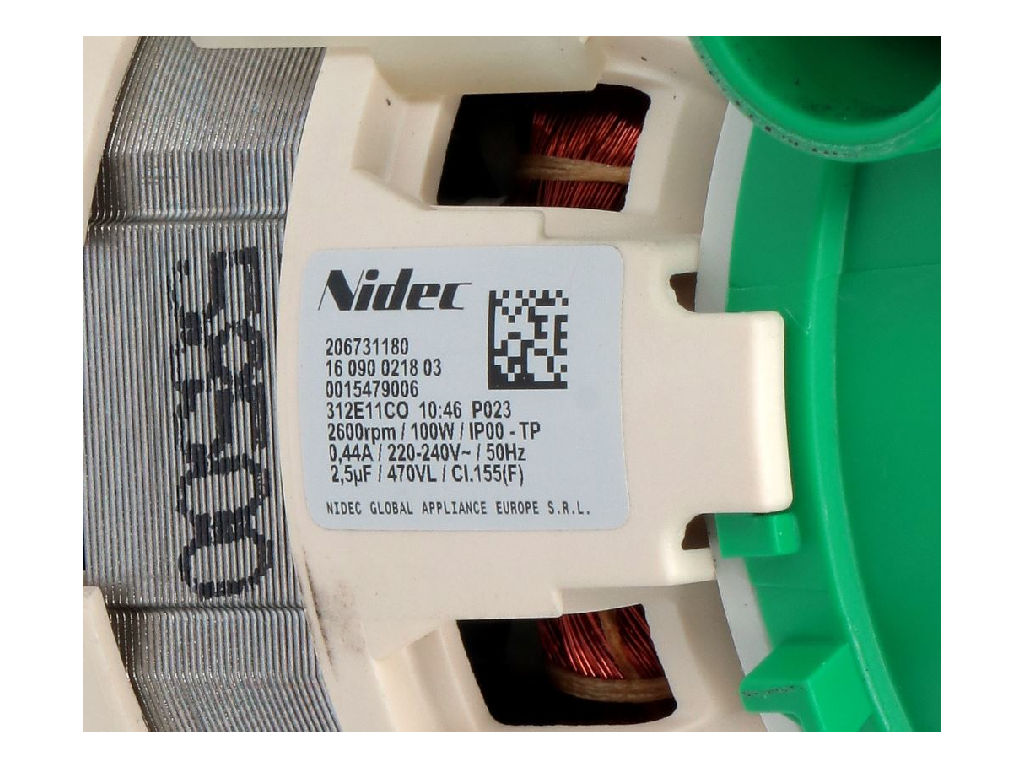 Nidec
206731180
16 090 0218 03
0015479006
312E11CO 10:46 P023
2600rpm / 100W / IP00 - TP
0,44A / 220-240V~ / 50Hz
2,5µF / 470VL / Cl.155(F)
NIDEC GLOBAL APPLIANCE EUROPE S.R.L.